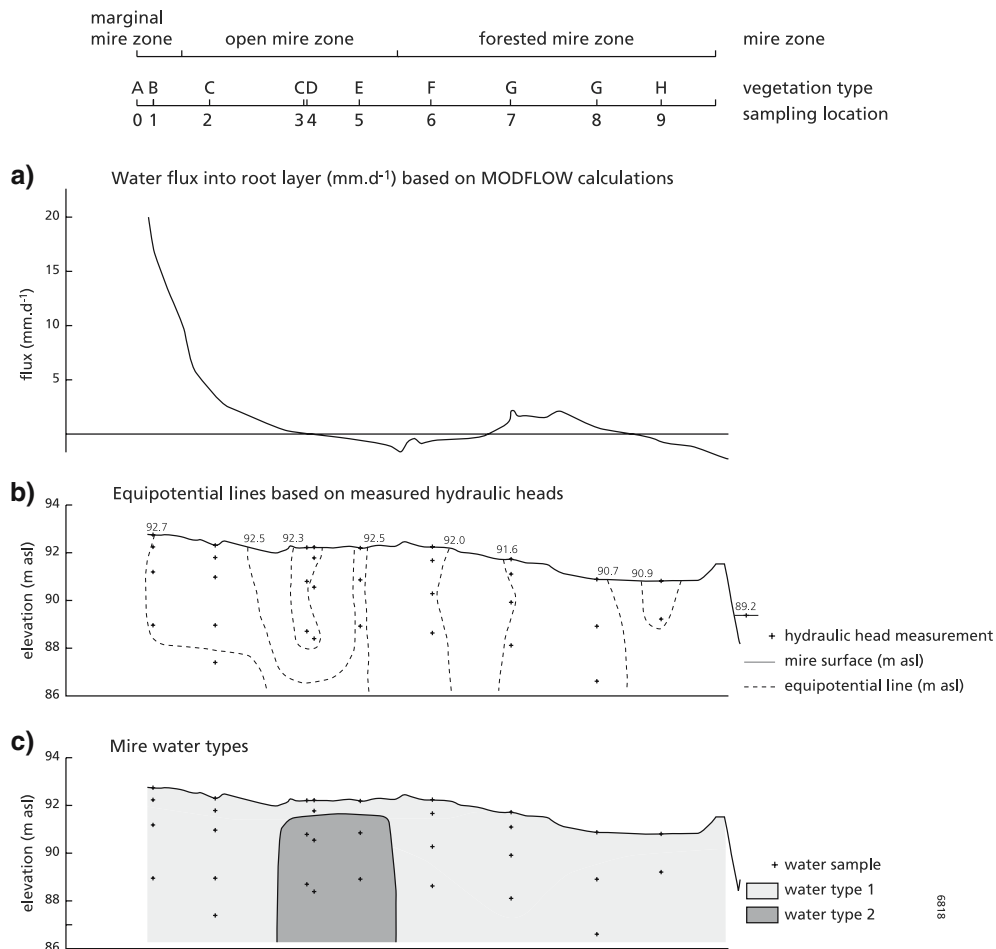 marginal
mire zone open mire zone forested mire zone mire zone
A B C C D E F G G H vegetation type
0 1 2 3 4 5 6 7 8 9 sampling location
a) Water flux into root layer (mm.d-1) based on MODFLOW calculations
20
15
10
5
flux (mm.d-1)
b) Equipotential lines based on measured hydraulic heads
94
92
90
88
86
elevation (m asl)
92.7 92.5 92.3 92.5 92.0 91.6 90.7 90.9 89.2
+ hydraulic head measurement
mire surface (m asl)
equipotential line (m asl)
c) Mire water types
94
92
90
88
86
elevation (m asl)
+ water sample
water type 1
water type 2
6818